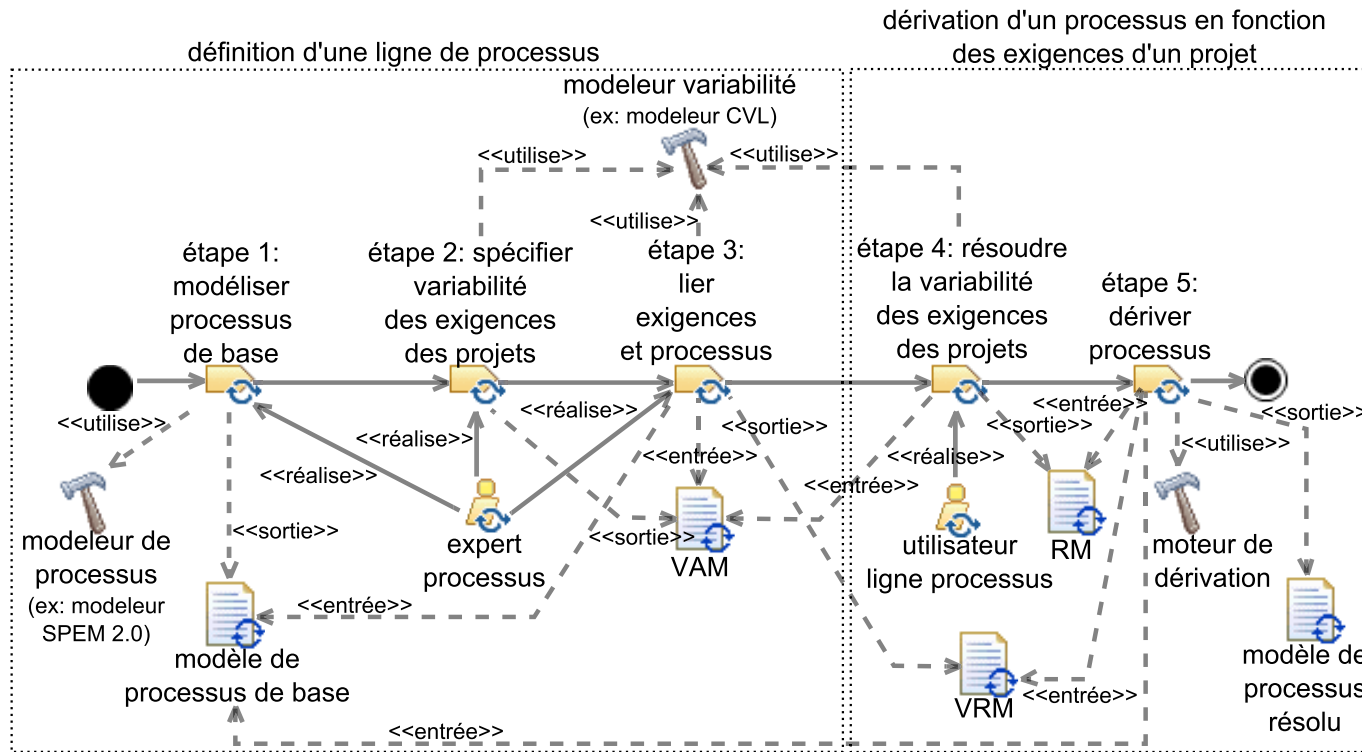 définition d'une ligne de processus
dérivation d'un processus en fonction
des exigences d'un projet
modeleur variabilité
(ex: modeleur CVL)
<<utilise>>
<<utilise>>
<<utilise>>
étape 1:
modéliser
processus
de base
étape 2: spécifier
variabilité
des exigences
des projets
étape 3:
lier
exigences
et processus
étape 4: résoudre
la variabilité
des exigences
des projets
étape 5:
dériver
processus
<<utilise>>
<<réalise>>
<<réalise>>
<<réalise>>
<<sortie>>
<<entrée>>
<<sortie>>
<<sortie>>
<<utilise>>
<<entrée>>
<<réalise>>
<<entrée>>
<<sortie>>
<<sortie>>
modeleur de
processus
(ex: modeleur
SPEM 2.0)
expert
processus
VAM
utilisateur
ligne processus
RM
moteur de
dérivation
<<entrée>>
modèle de
processus de base
VRM
<<entrée>>
modèle de
processus
résolu
<<entrée>>